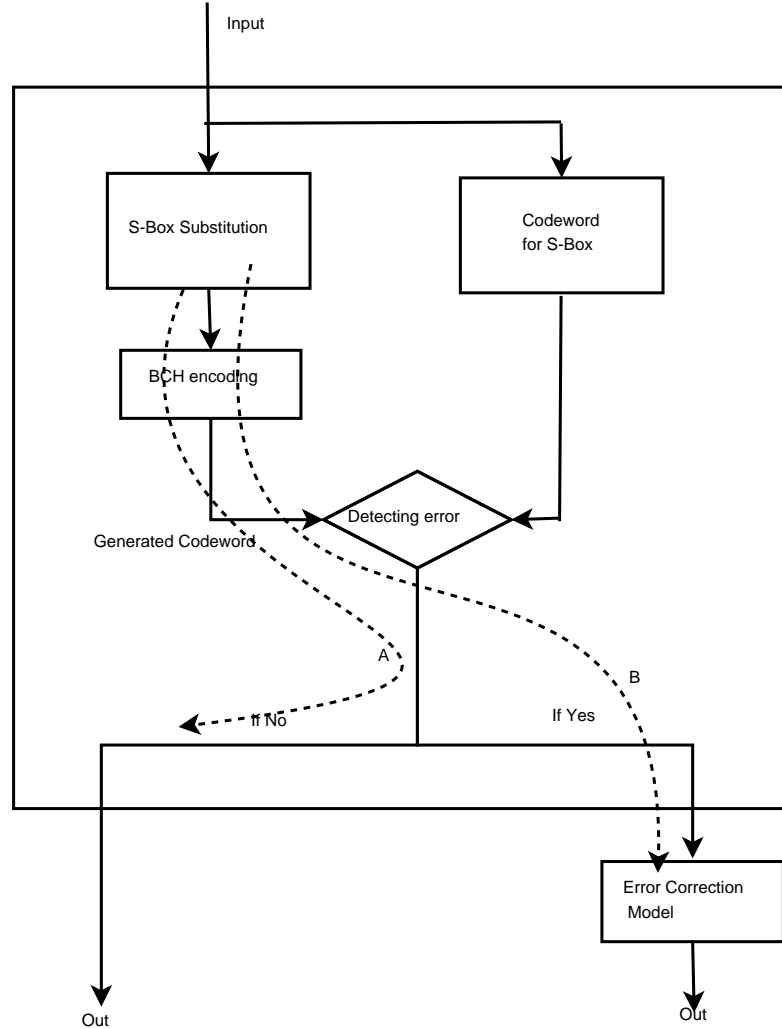 Input
S-Box Substitution
Codeword
for S-Box
BCH encoding
Detecting error
Generated Codeword
A
B
If No
If Yes
Error Correction
Model
Out
Out